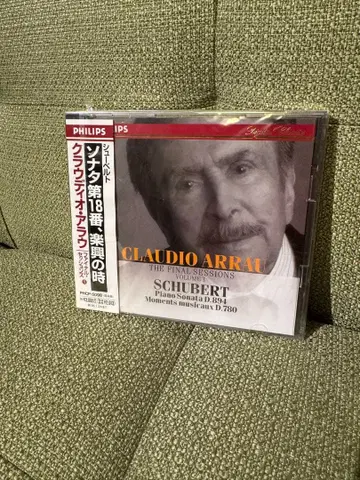 PHILIPS
シューベルト
ソナタ第18番、楽興の時
クラウディオ・アラウ
PHILIPS
CLAUDIO ARRAU
THE FINAL SESSIONS
VOLUME 1
SCHUBERT
Piano Sonata D.894
Moments musicaux D.780